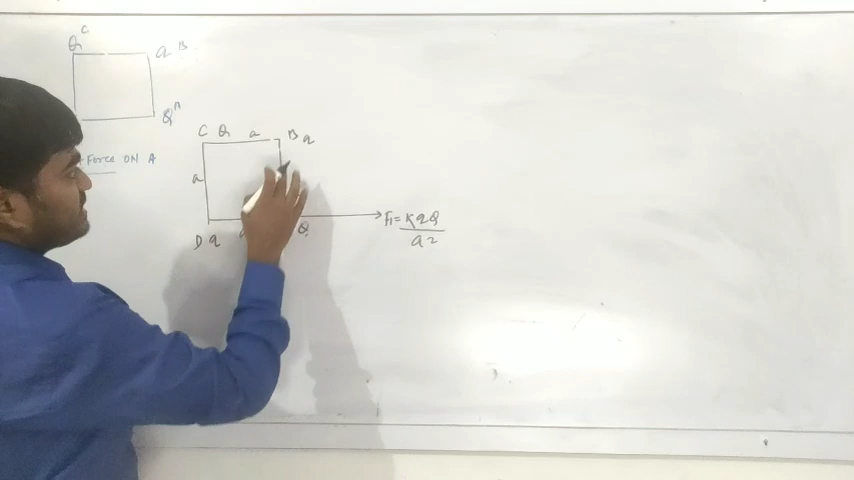 C
Q
a B
Q A
Force ON A
C Q a B q
a
D q
Q
F1 = KqQ
a2